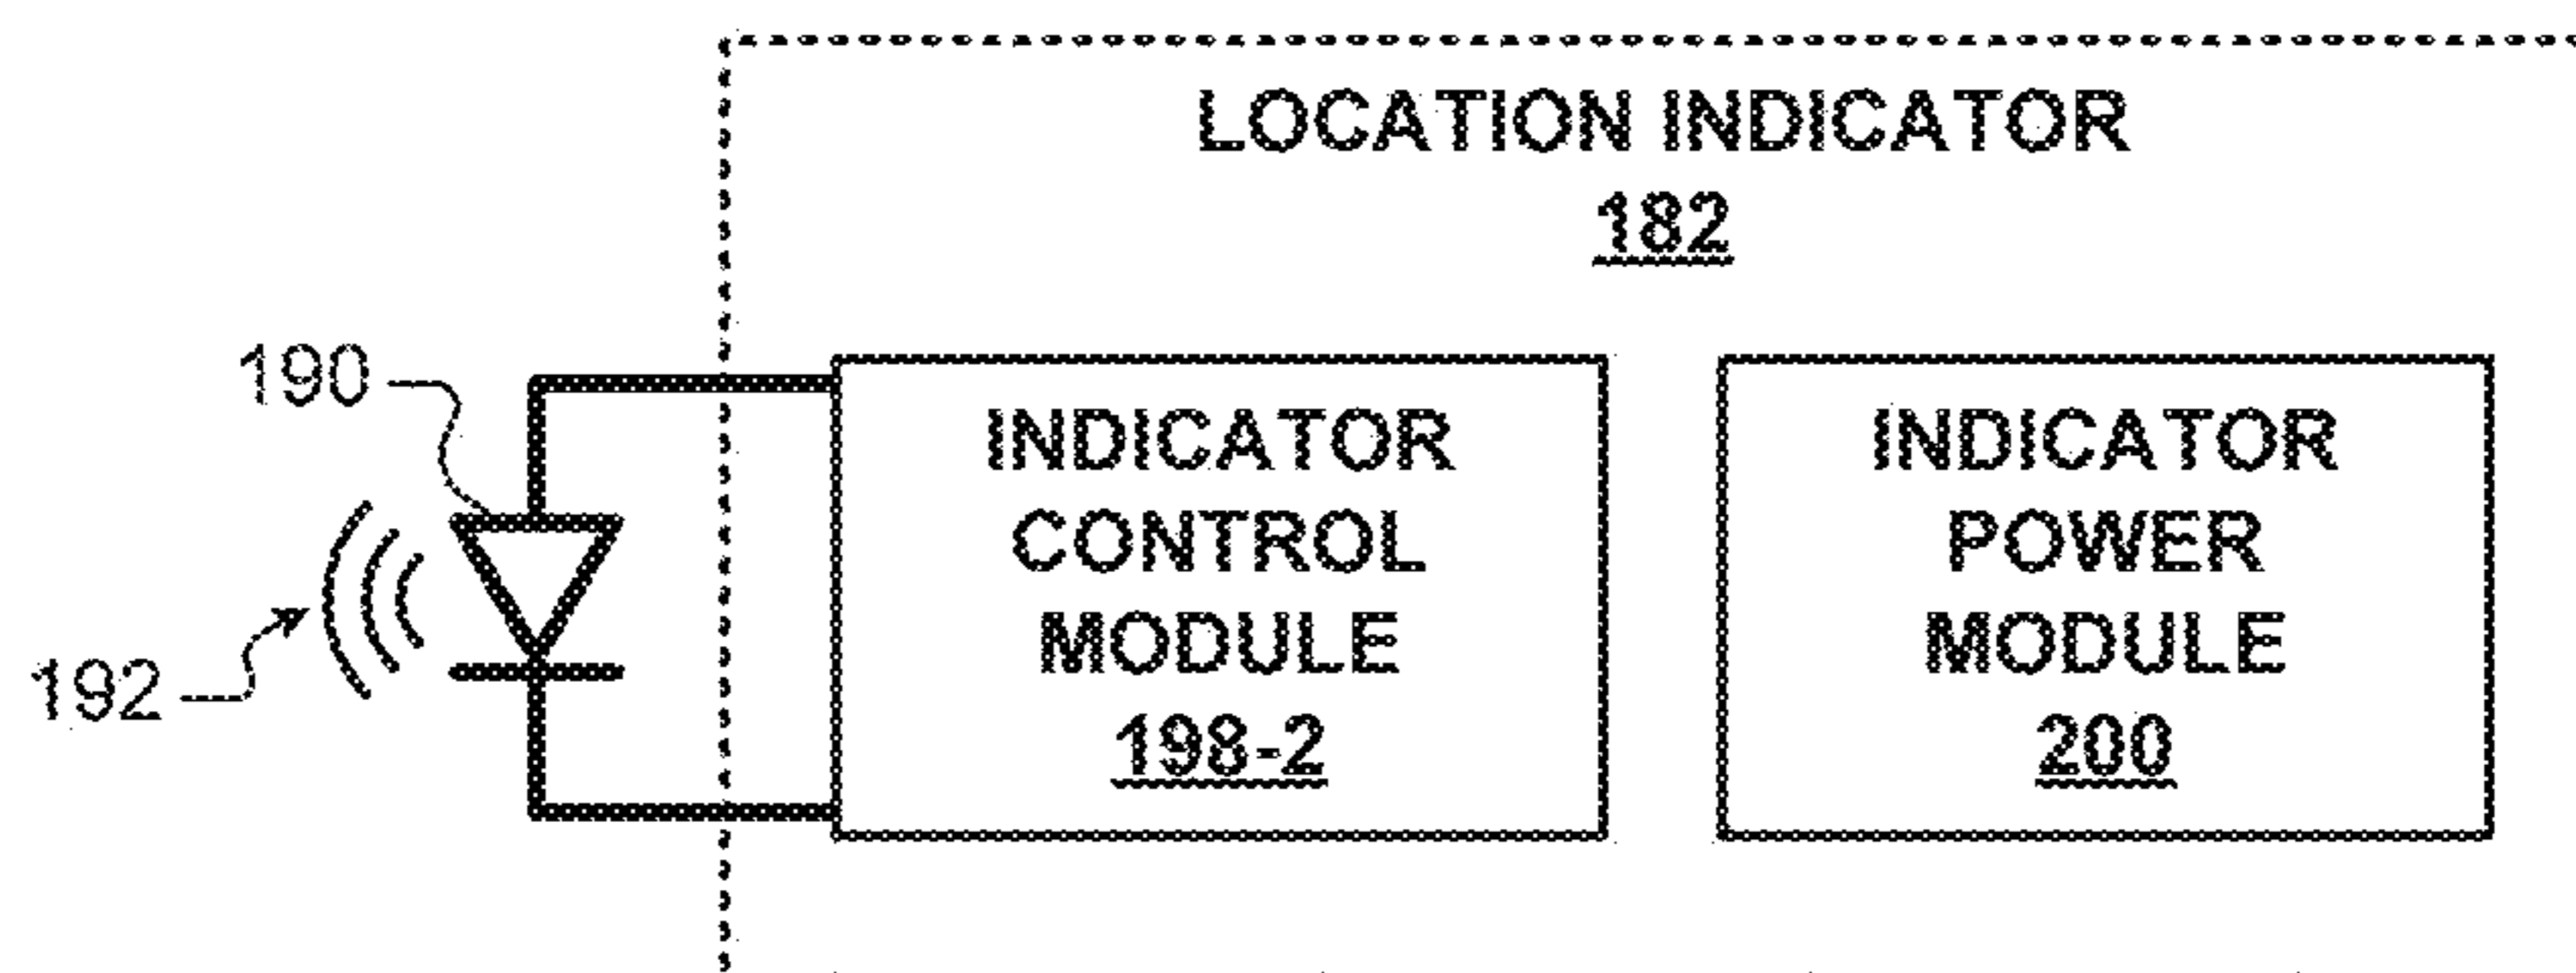 LOCATION INDICATOR
182
190
192
INDICATOR
CONTROL
MODULE
198-2
INDICATOR
POWER
MODULE
200